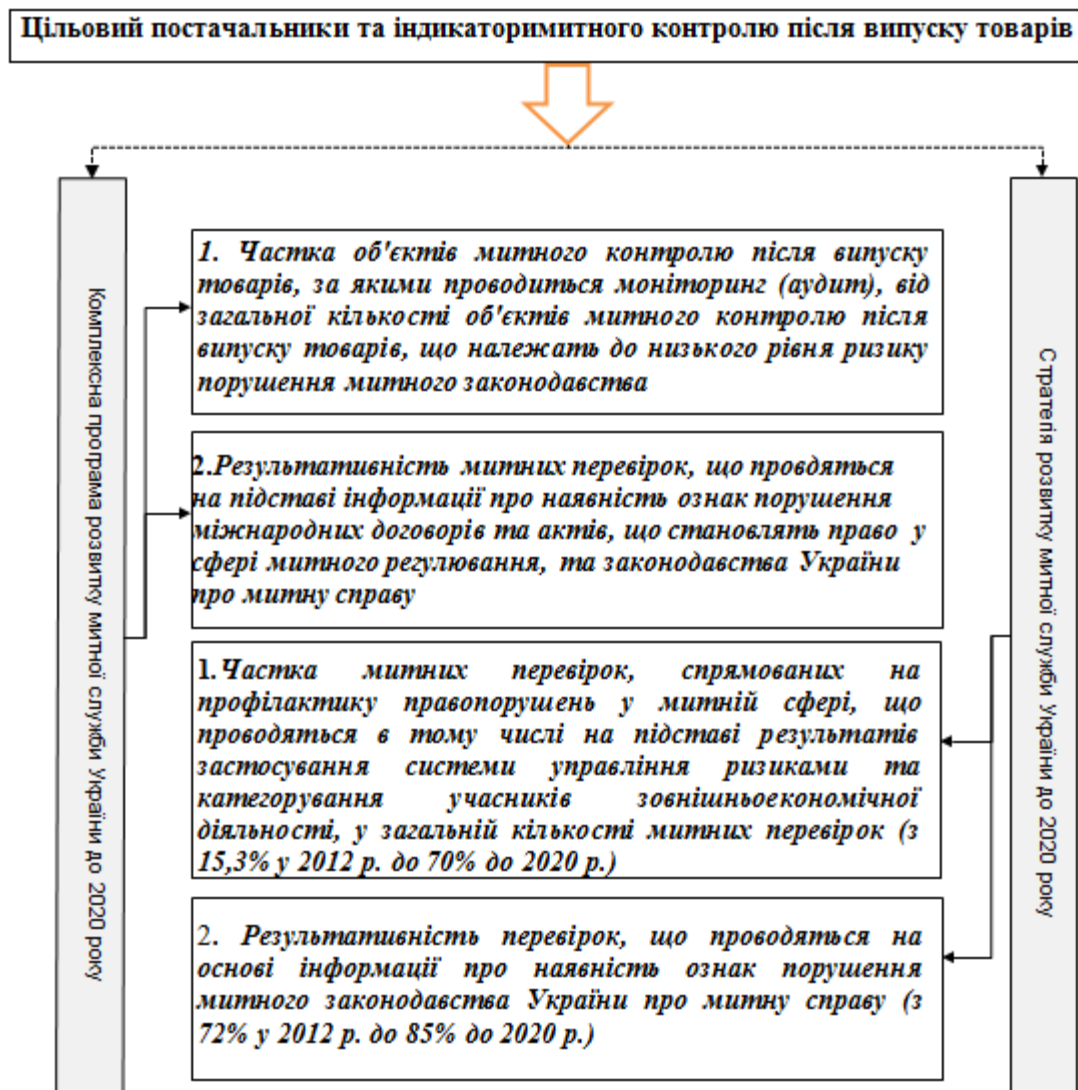 Цільовий постачальники та індикаторимитного контролю після випуску товарів
Комплексна програма розвитку митної служби України до 2020 року
1. Частка об'єктів митного контролю після випуску
товарів, за якими проводиться моніторинг (аудит), від
загальної кількості об'єктів митного контролю після
випуску товарів, що належать до низького рівня ризику
порушення митного законодавства
2.Результативність митних перевірок, що провдяться
на підставі інформації про наявність ознак порушення
міжнародних договорів та актів, що становлять право у
сфері митного регулювання, та законодавства України
про митну справу
1.Частка митних перевірок, спрямованих на
профілактику правопорушень у митній сфері, що
проводяться в тому числі на підставі результатів
застосування системи управління ризиками та
категорування учасників зовнішньоекономічної
діяльності, у загальній кількості митних перевірок (з
15,3% у 2012 р. до 70% до 2020 р.)
2. Результативність перевірок, що проводяться на
основі інформації про наявність ознак порушення
митного законодавства України про митну справу (з
72% у 2012 р. до 85% до 2020 р.)
Стратегія розвитку митної служби України до 2020 року